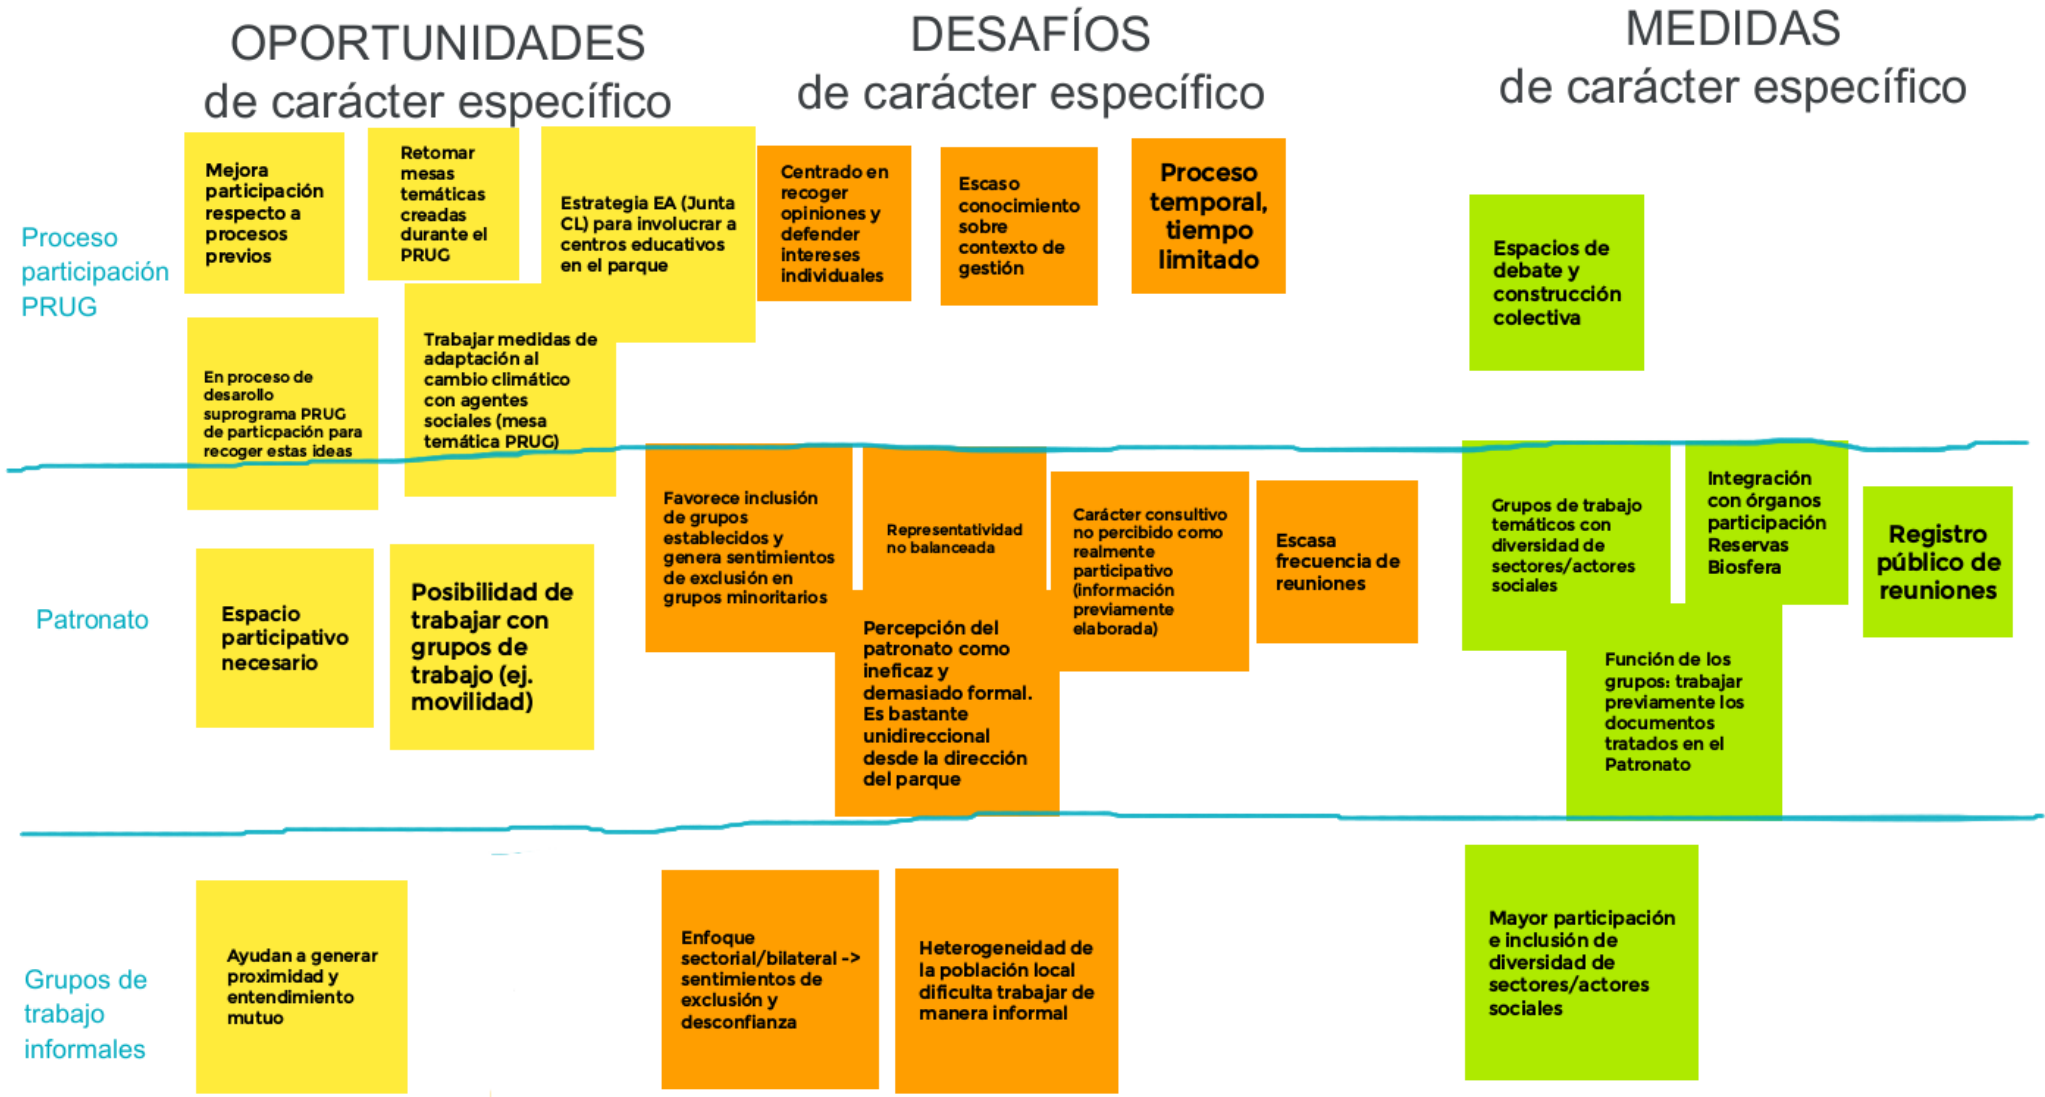 OPORTUNIDADES
de carácter específico
DESAFÍOS
de carácter específico
MEDIDAS
de carácter específico
Proceso
participación
PRUG
Mejora
participación
respecto a
procesos
previos
Retomar
mesas
temáticas
creadas
durante el
PRUG
Estrategia EA (Junta
CL) para involucrar a
centros educativos
en el parque
En proceso de
desarollo
suprograma PRUG
de particpación para
recoger estas ideas
Trabajar medidas de
adaptación al
cambio climático
con agentes
sociales (mesa
temática PRUG)
Centrado en
recoger
opiniones y
defender
intereses
individuales
Escaso
conocimiento
sobre
contexto de
gestión
Proceso
temporal,
tiempo
limitado
Espacios de
debate y
construcción
colectiva
Patronato
Espacio
participativo
necesario
Posibilidad de
trabajar con
grupos de
trabajo (ej.
movilidad)
Favorece inclusión
de grupos
establecidos y
genera sentimientos
de exclusión en
grupos minoritarios
Representatividad
no balanceada
Carácter consultivo
no percibido como
realmente
participativo
(información
previamente
elaborada)
Escasa
frecuencia de
reuniones
Percepción del
patronato como
ineficaz y
demasiado formal.
Es bastante
unidireccional
desde la dirección
del parque
Grupos de trabajo
temáticos con
diversidad de
sectores/actores
sociales
Integración
con órganos
participación
Reservas
Biosfera
Registro
público de
reuniones
Función de los
grupos: trabajar
previamente los
documentos
tratados en el
Patronato
Grupos de
trabajo
informales
Ayudan a generar
proximidad y
entendimiento
mutuo
Enfoque
sectorial/bilateral ->
sentimientos de
exclusión y
desconfianza
Heterogeneidad de
la población local
dificulta trabajar de
manera informal
Mayor participación
e inclusión de
diversidad de
sectores/actores
sociales